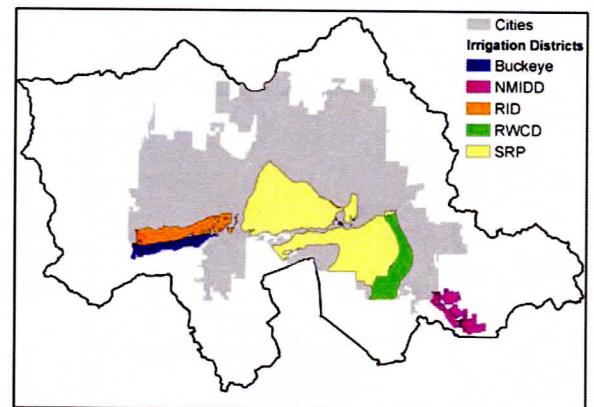 Cities
Irrigation Districts
Buckeye
NMIDD
RID
RWCD
SRP